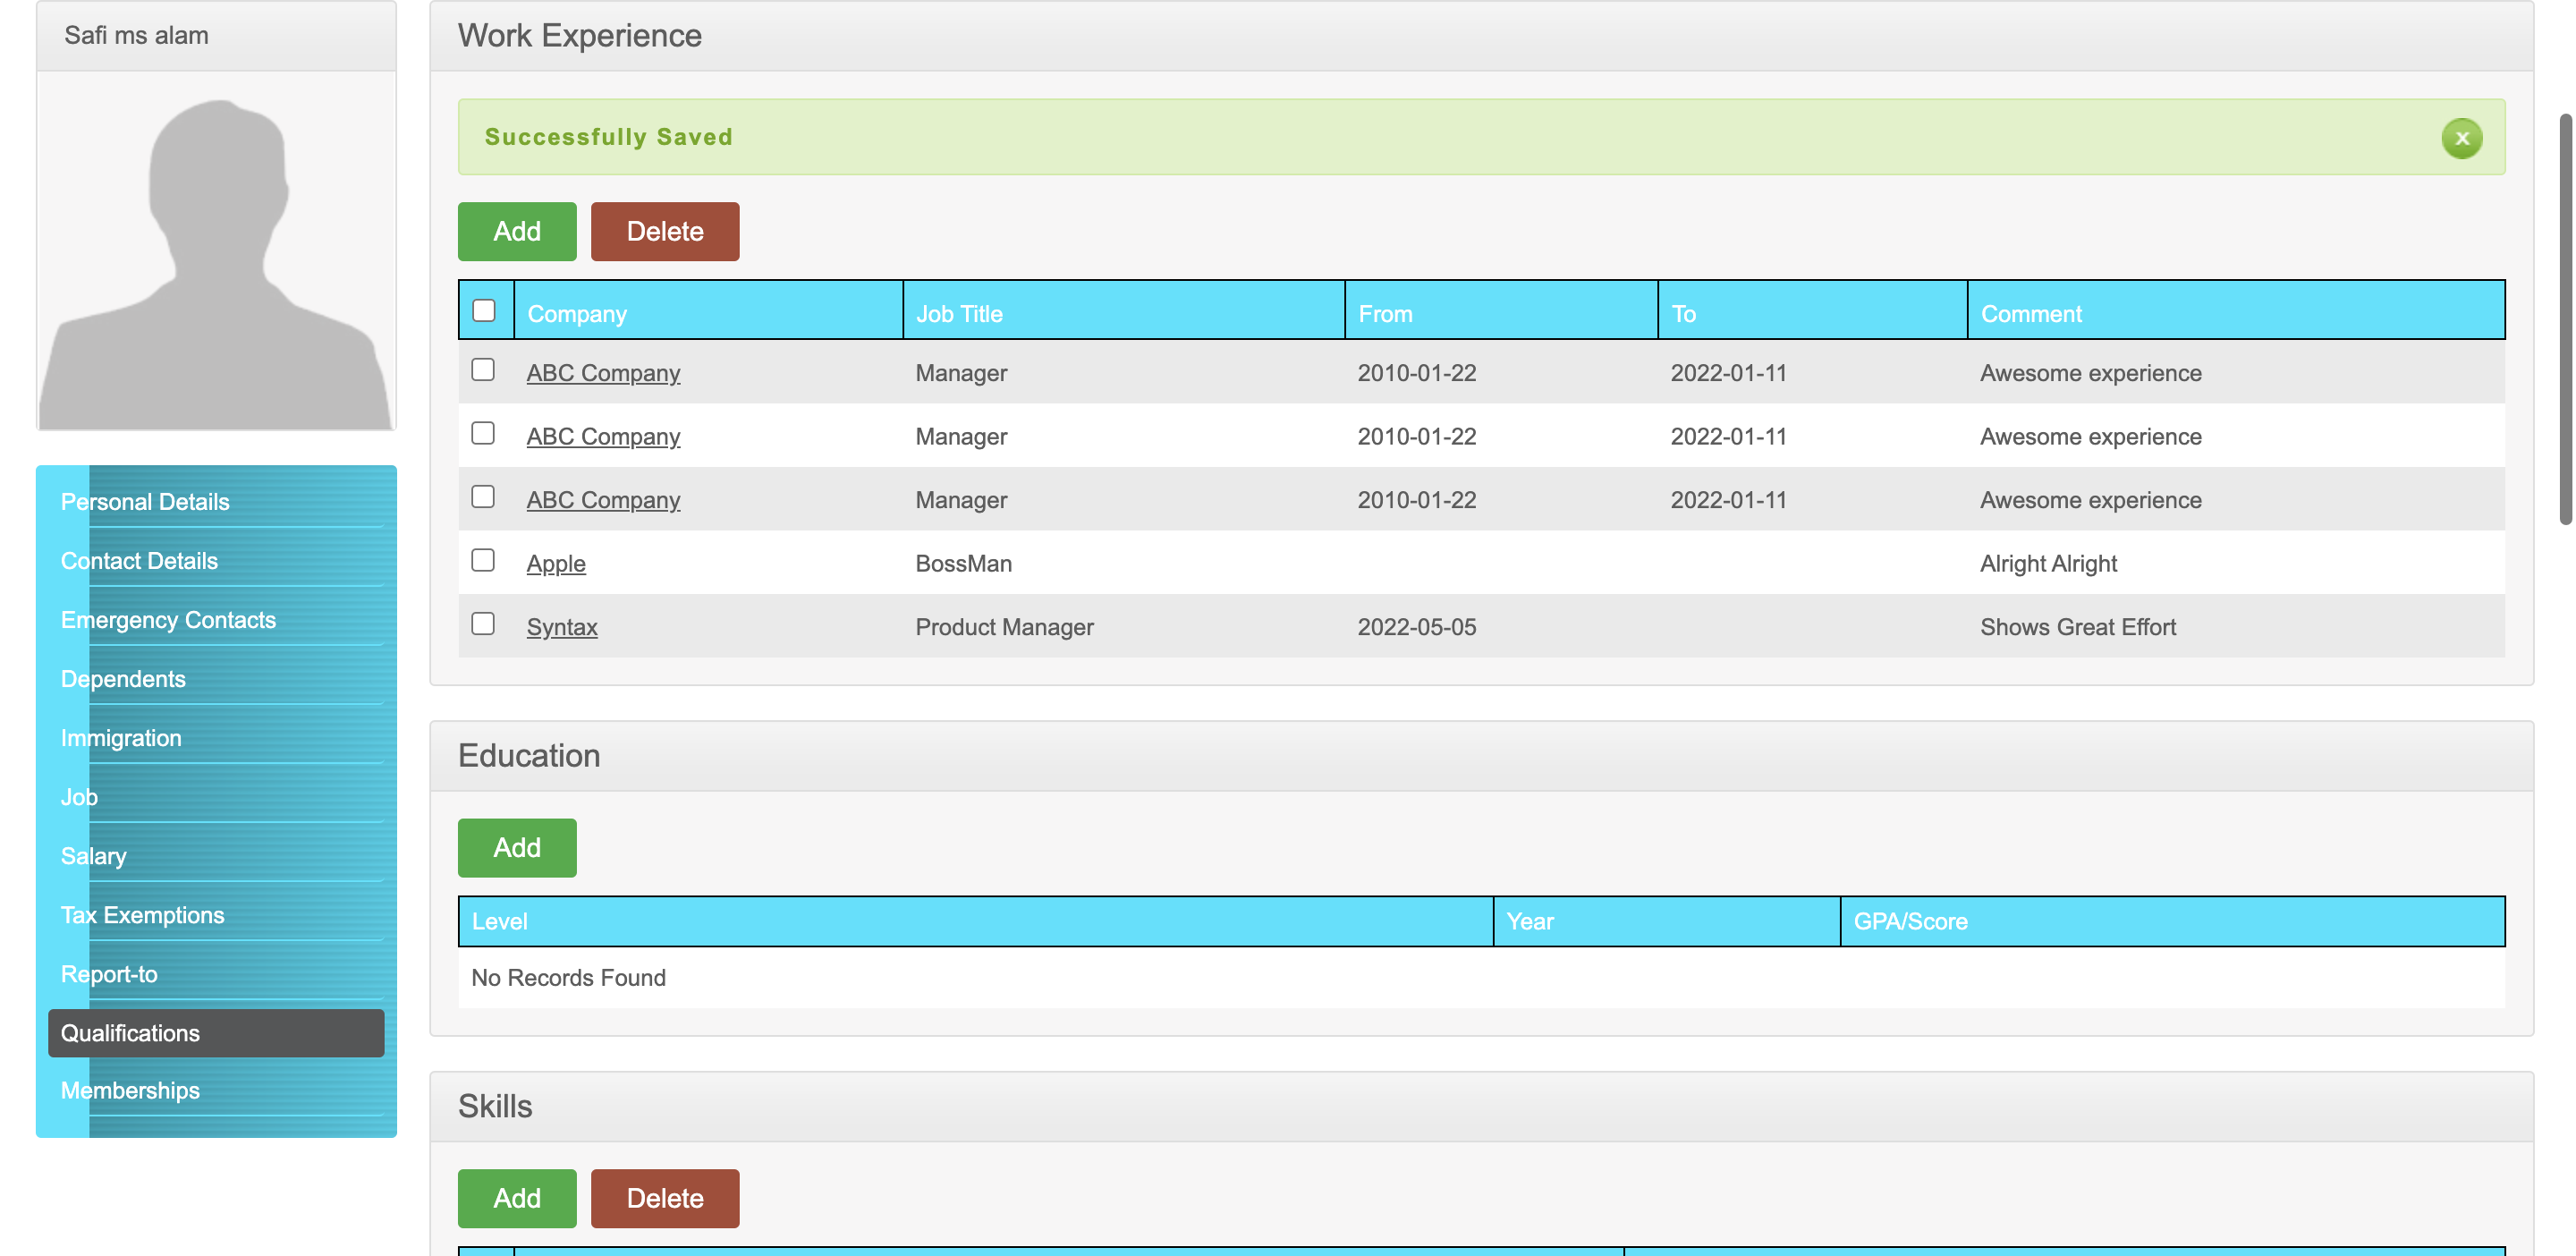 Safi ms alam
Personal Details
Contact Details
Emergency Contacts
Dependents
Immigration
Job
Salary
Tax Exemptions
Report-to
Qualifications
Memberships
Work Experience
Successfully Saved
x
Add Delete
Company Job Title From To Comment
ABC Company Manager 2010-01-22 2022-01-11 Awesome experience
ABC Company Manager 2010-01-22 2022-01-11 Awesome experience
ABC Company Manager 2010-01-22 2022-01-11 Awesome experience
Apple BossMan Alright Alright
Syntax Product Manager 2022-05-05 Shows Great Effort
Education
Add
Level Year GPA/Score
No Records Found
Skills
Add Delete